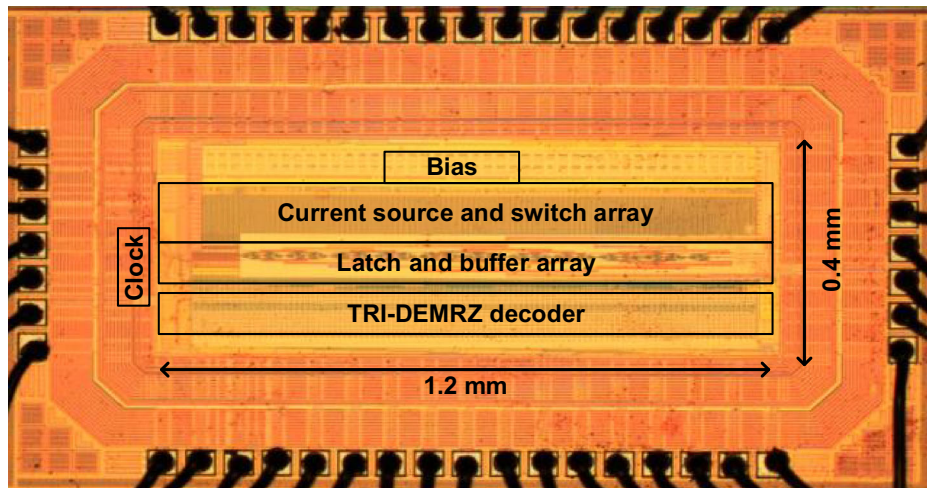 Bias
Current source and switch array
Clock
Latch and buffer array
TRI-DEMRZ decoder
0.4 mm
1.2 mm